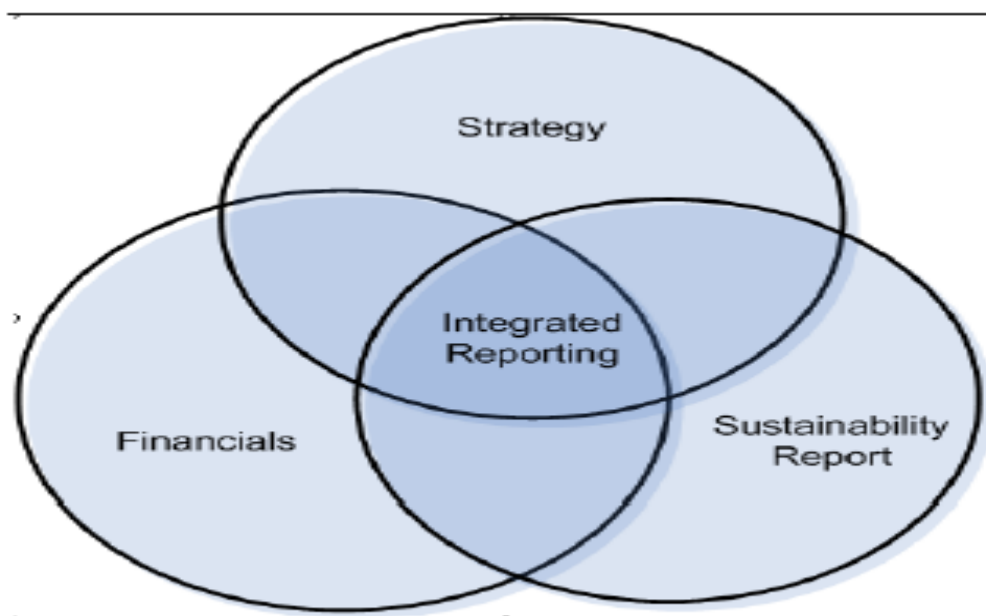 Strategy
Integrated
Reporting
Financials
Sustainability
Report